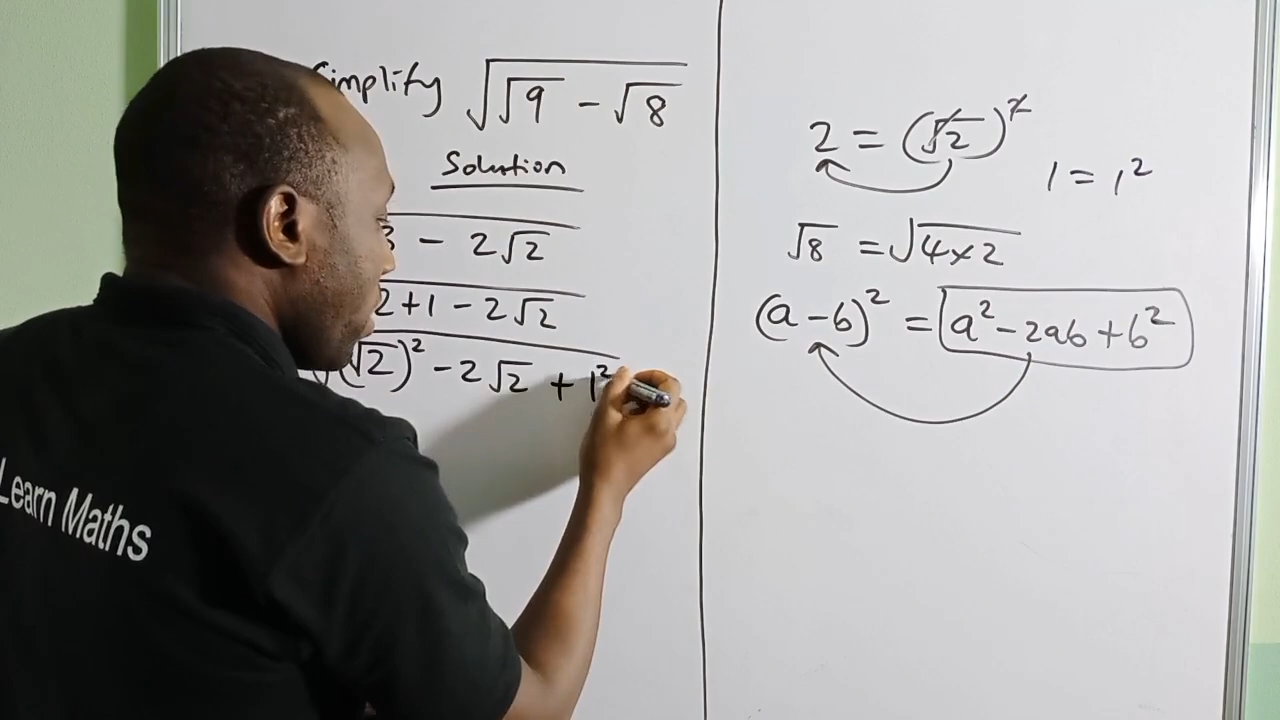 Simplify √(√9 - √8)
Solution
3 - 2√2
2+1 - 2√2
√(√2)² - 2√2 + 1²
2 = (√2)²
1 = 1²
√8 = √4×2
(a - b)² = a² - 2ab + b²
Learn Maths